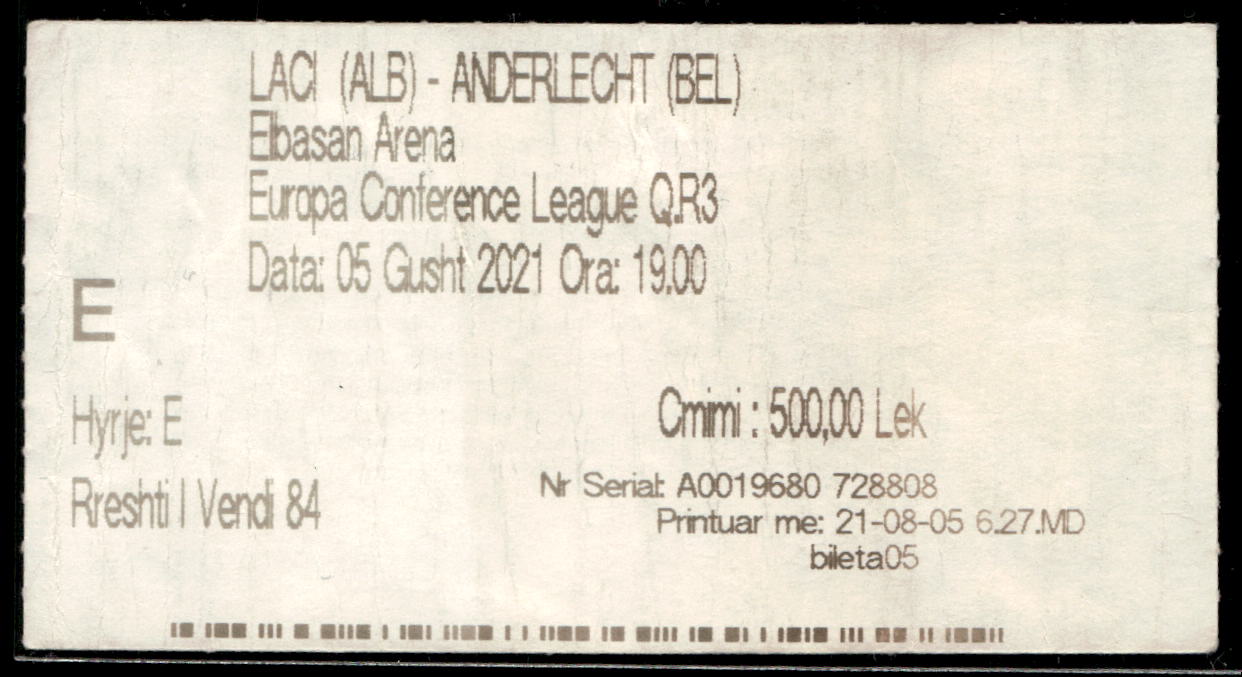 LACI (ALB) - ANDERLECHT (BEL)
Elbasan Arena
Europa Conference League Q.R3
Data: 05 Gusht 2021 Ora: 19.00
E
Hyrje: E
Cmimi : 500,00 Lek
Rreshti I Vendi 84
Nr Serial: A0019680 728808
Printuar me: 21-08-05 6.27.MD
bileta05